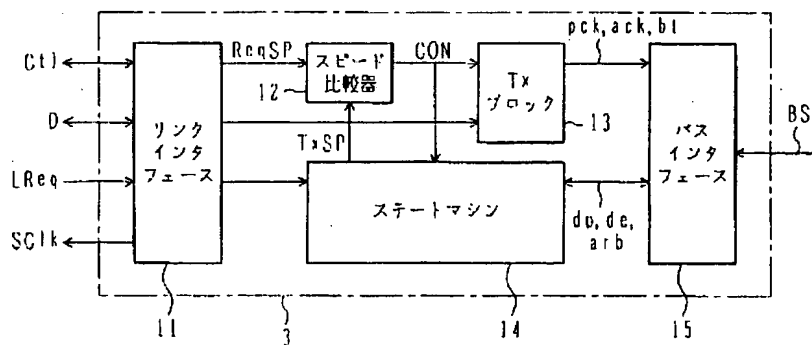 Ctl
D
LReq
SClk
リンク
インタ
フェース
11
ReqSP
スピード
比較器
12
TxSP
CON
Tx
ブロック
13
ステートマシン
14
pck, ack, bt
dp, de,
arb
バス
インタ
フェース
15
BS
3